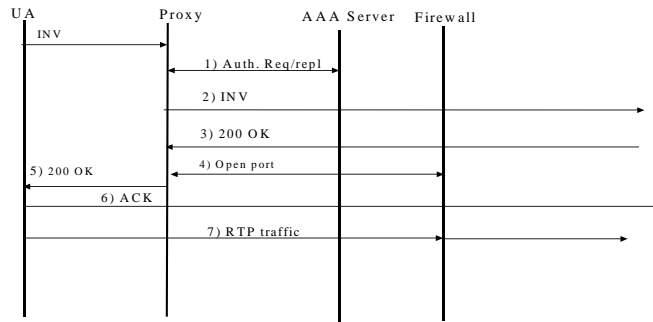 UA Proxy AAA Server Firewall
INV
1) Auth. Req/repl
2) INV
3) 200 OK
4) Open port
5) 200 OK
6) ACK
7) RTP traffic